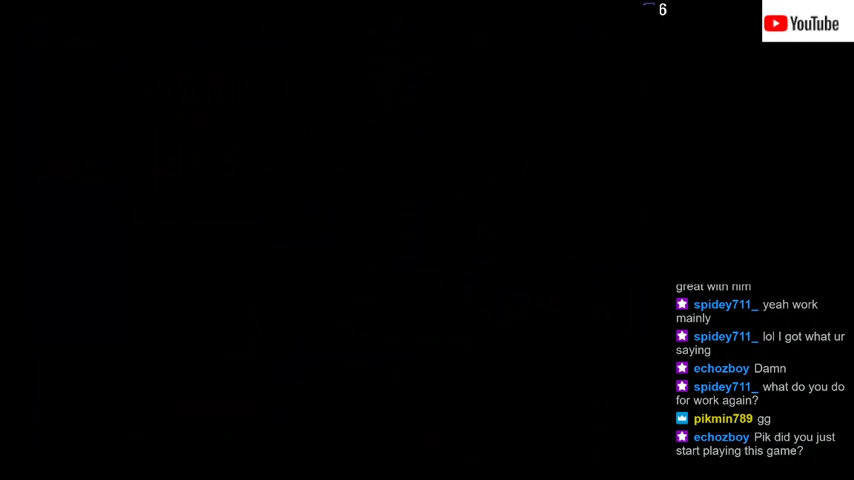 6
YouTube
great with him
spidey711_ yeah work
mainly
spidey711_ lol I got what ur
saying
echozboy Damn
spidey711_ what do you do
for work again?
pikmin789 gg
echozboy Pik did you just
start playing this game?